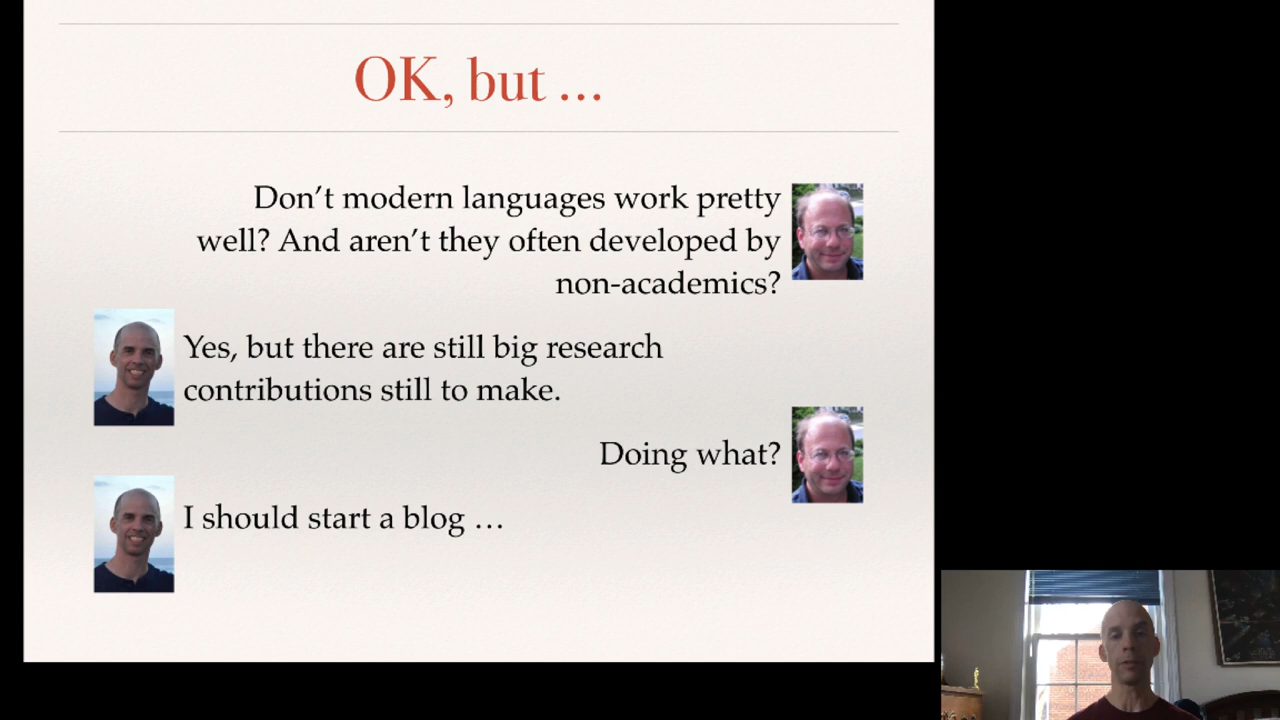 OK, but ...
Don’t modern languages work pretty
well? And aren’t they often developed by
non-academics?
Yes, but there are still big research
contributions still to make.
Doing what?
I should start a blog …